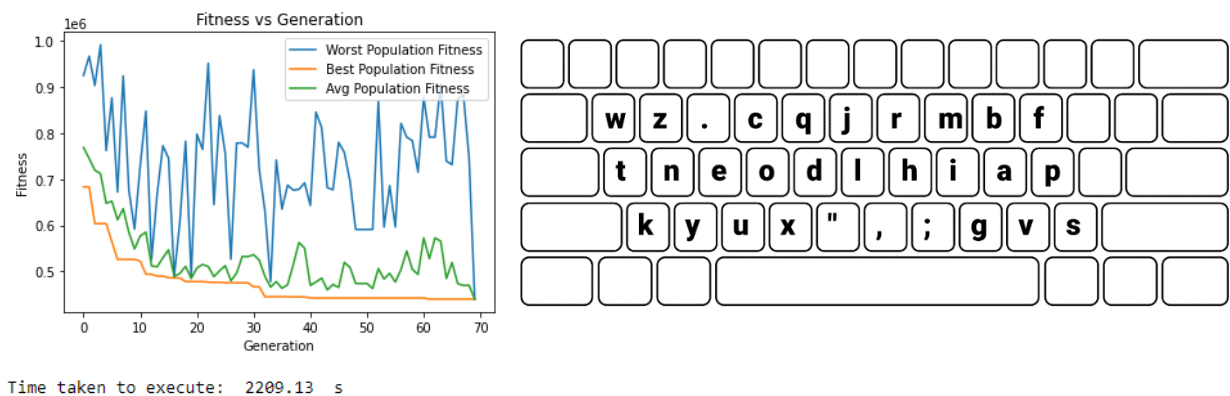 Fitness vs Generation
1e6
1.0
0.9
0.8
0.7
0.6
0.5
Fitness
Worst Population Fitness
Best Population Fitness
Avg Population Fitness
0 10 20 30 40 50 60 70
Generation
w z . c q j r m b f
t n e o d l h i a p
k y u x " , ; g v s
Time taken to execute: 2209.13 s